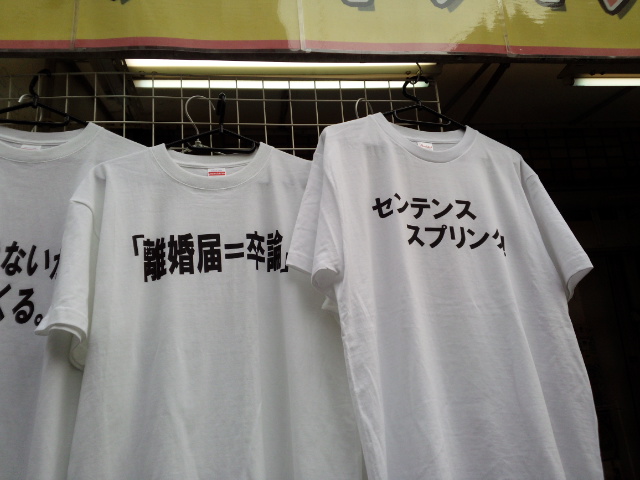 ないか
くる。
「離婚届=卒論」
センテンス
スプリング